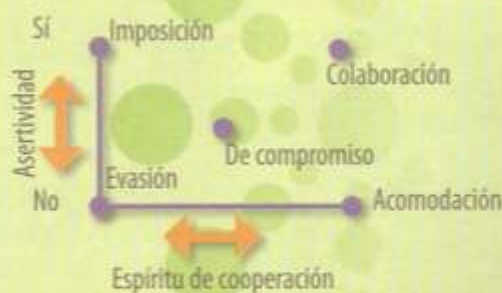 Sí
Imposición
Colaboración
Asertividad
De compromiso
Evasión
No
Acomodación
Espíritu de cooperación